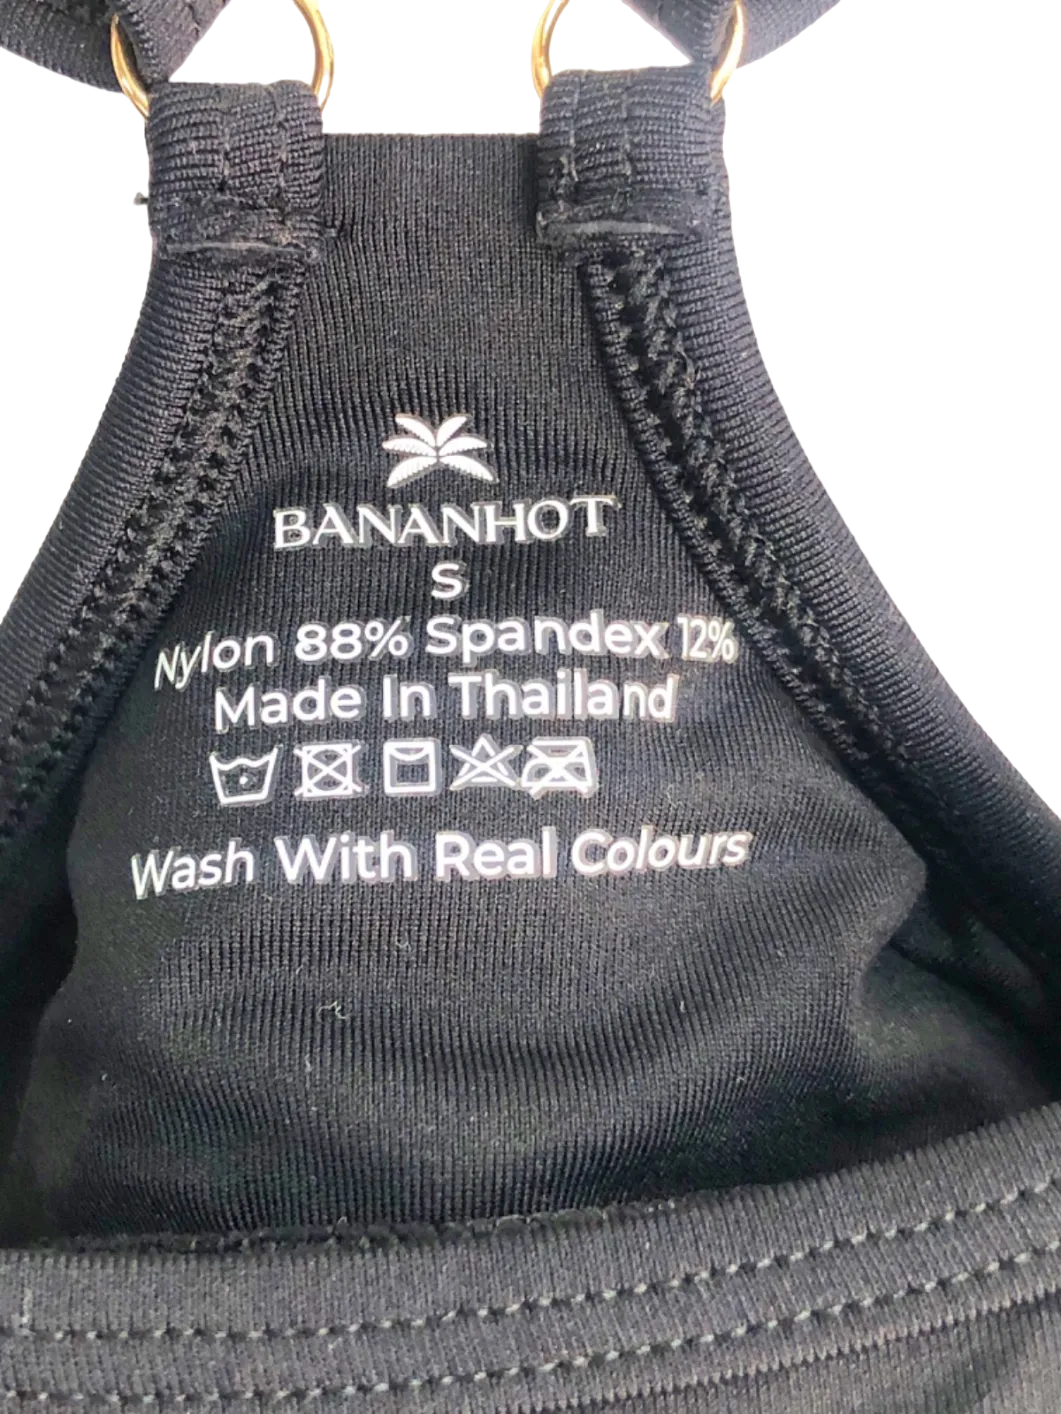 BANANHOT
S
Nylon 88% Spandex 12%
Made In Thailand
Wash With Real Colours